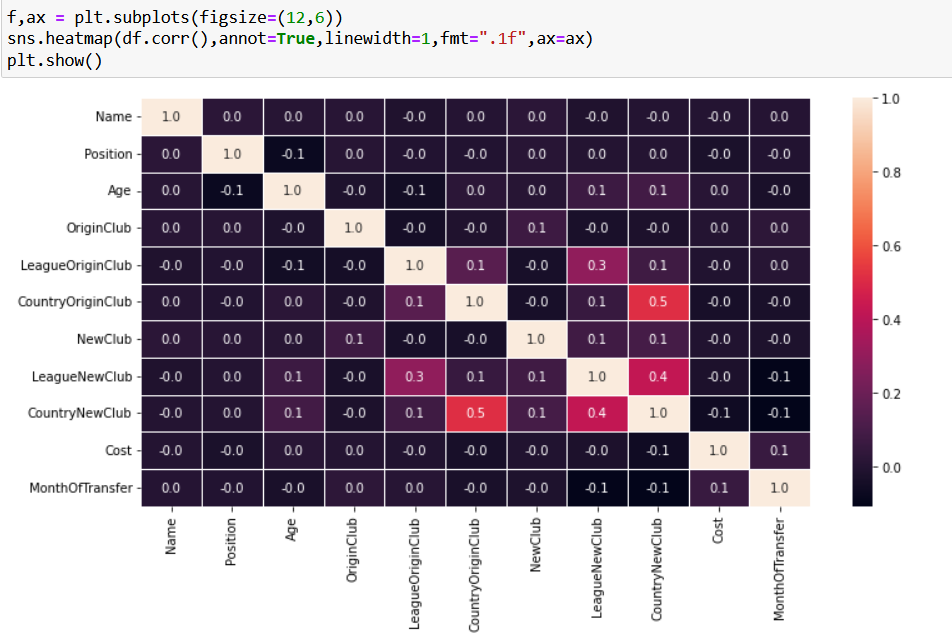 f,ax = plt.subplots(figsize=(12,6))
sns.heatmap(df.corr(),annot=True,linewidth=1,fmt=".1f",ax=ax)
plt.show()
Name 1.0 0.0 0.0 0.0 -0.0 0.0 0.0 -0.0 -0.0 -0.0 0.0
Position 0.0 1.0 -0.1 0.0 -0.0 -0.0 0.0 0.0 0.0 -0.0 -0.0
Age 0.0 -0.1 1.0 -0.0 -0.1 0.0 0.0 0.1 0.1 0.0 -0.0
OriginClub 0.0 0.0 -0.0 1.0 -0.0 -0.0 0.1 -0.0 -0.0 0.0 0.0
LeagueOriginClub -0.0 -0.0 -0.1 -0.0 1.0 0.1 -0.0 0.3 0.1 -0.0 0.0
CountryOriginClub 0.0 -0.0 0.0 -0.0 0.1 1.0 -0.0 0.1 0.5 -0.0 -0.0
NewClub 0.0 0.0 0.0 0.1 -0.0 -0.0 1.0 0.1 0.1 -0.0 -0.0
LeagueNewClub -0.0 0.0 0.1 -0.0 0.3 0.1 0.1 1.0 0.4 -0.0 -0.1
CountryNewClub -0.0 0.0 0.1 -0.0 0.1 0.5 0.1 0.4 1.0 -0.1 -0.1
Cost -0.0 -0.0 0.0 0.0 -0.0 -0.0 -0.0 -0.0 -0.1 1.0 0.1
MonthOfTransfer 0.0 -0.0 -0.0 0.0 0.0 -0.0 -0.0 -0.1 -0.1 0.1 1.0
Name Position Age OriginClub LeagueOriginClub CountryOriginClub NewClub LeagueNewClub CountryNewClub Cost MonthOfTransfer
1.0
0.8
0.6
0.4
0.2
0.0